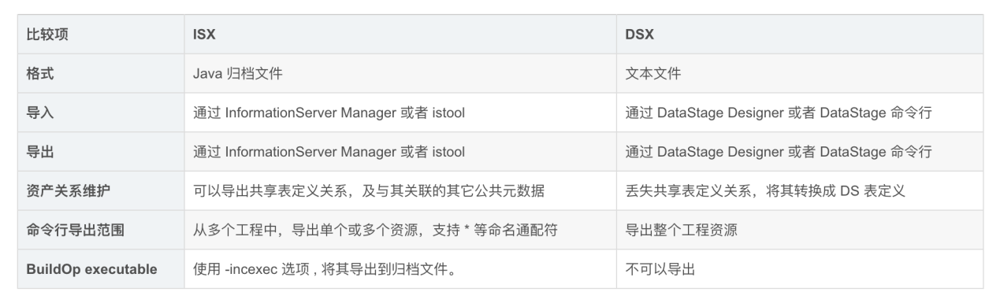 比较项 ISX DSX
格式 Java 归档文件 文本文件
导入 通过 InformationServer Manager 或者 istool 通过 DataStage Designer 或者 DataStage 命令行
导出 通过 InformationServer Manager 或者 istool 通过 DataStage Designer 或者 DataStage 命令行
资产关系维护 可以导出共享表定义关系，及与其关联的其它公共元数据 丢失共享表定义关系，将其转换成 DS 表定义
命令行导出范围 从多个工程中，导出单个或多个资源，支持 * 等命名通配符 导出整个工程资源
BuildOp executable 使用 -incexec 选项 , 将其导出到归档文件。 不可以导出